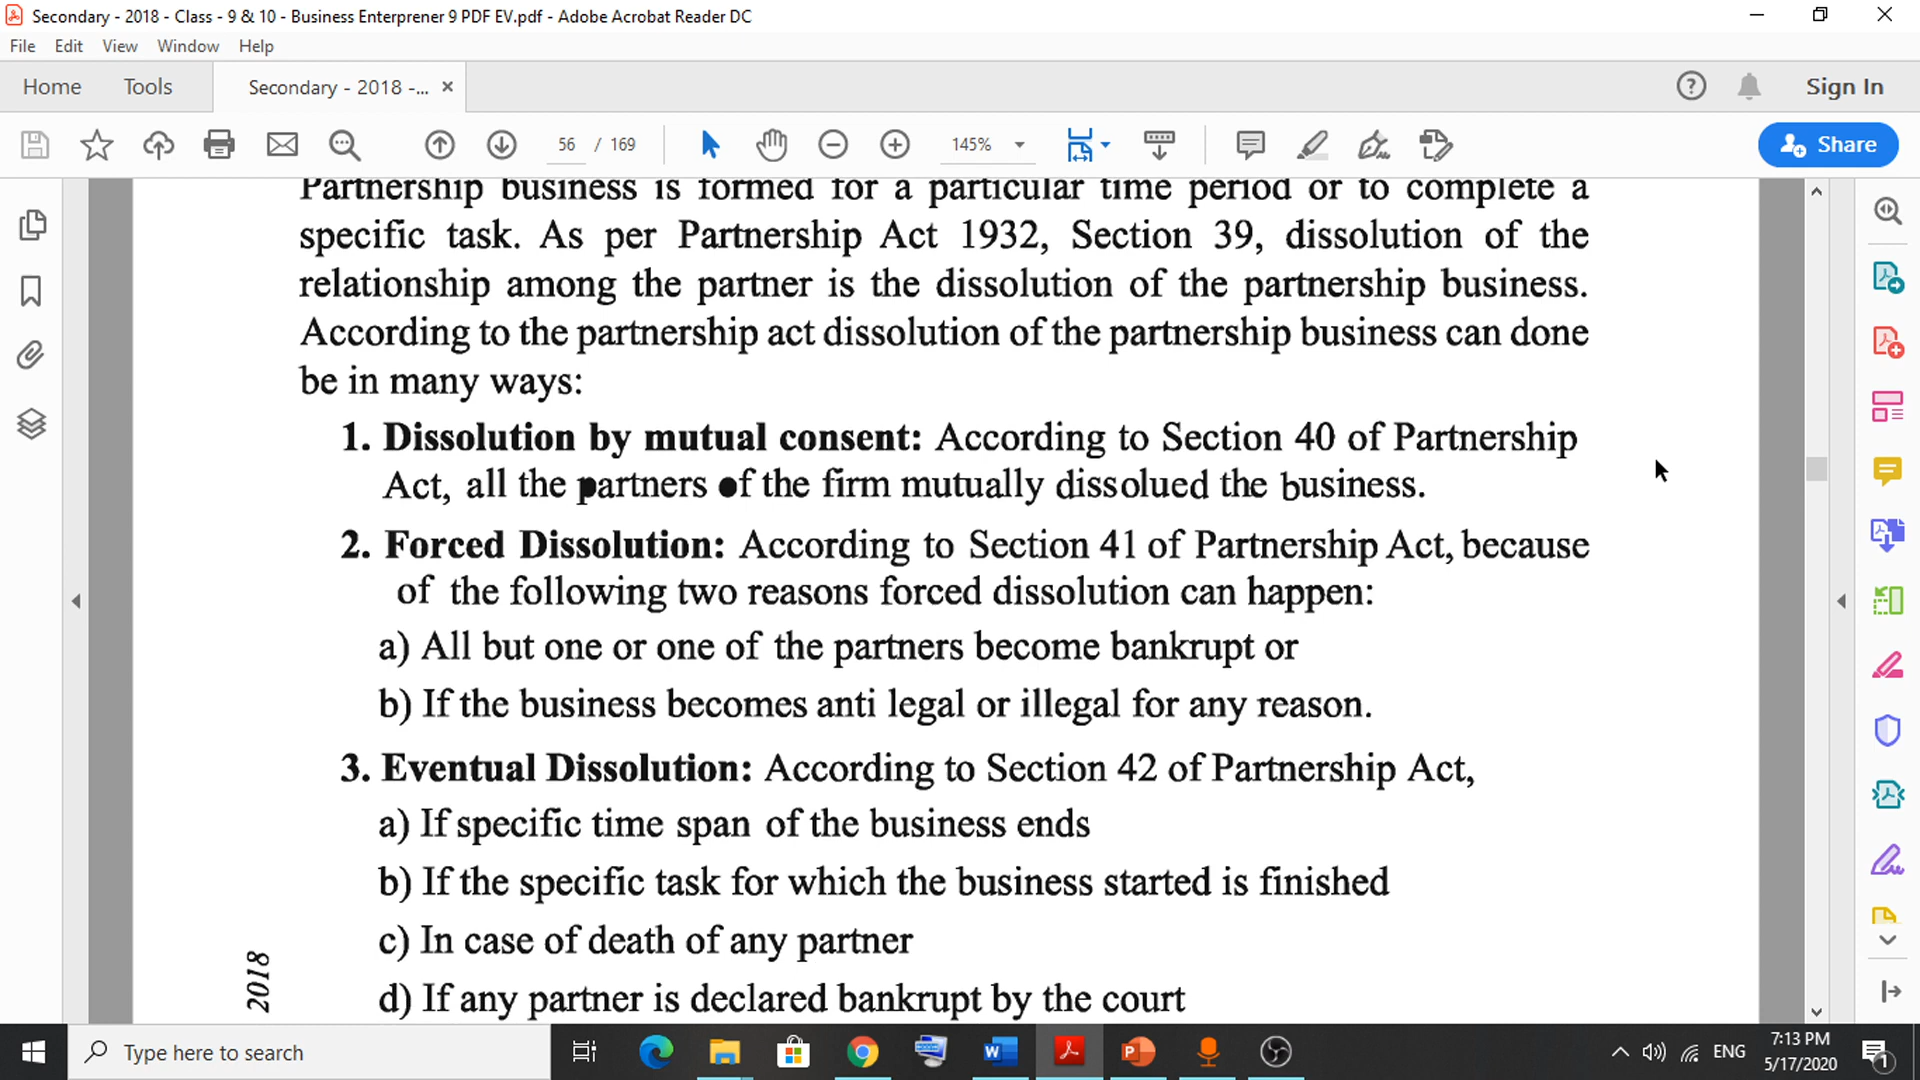 Secondary - 2018 - Class - 9 & 10 - Business Enterprener 9 PDF EV.pdf - Adobe Acrobat Reader DC
File Edit View Window Help
Home Tools Secondary - 2018 -... × Sign In
56 / 169 145% Share
Partnership business is formed for a particular time period or to complete a
specific task. As per Partnership Act 1932, Section 39, dissolution of the
relationship among the partner is the dissolution of the partnership business.
According to the partnership act dissolution of the partnership business can done
be in many ways:
1. Dissolution by mutual consent: According to Section 40 of Partnership
Act, all the partners of the firm mutually dissolued the business.
2. Forced Dissolution: According to Section 41 of Partnership Act, because
of the following two reasons forced dissolution can happen:
a) All but one or one of the partners become bankrupt or
b) If the business becomes anti legal or illegal for any reason.
3. Eventual Dissolution: According to Section 42 of Partnership Act,
a) If specific time span of the business ends
b) If the specific task for which the business started is finished
c) In case of death of any partner
d) If any partner is declared bankrupt by the court
2018
Type here to search
ENG
7:13 PM
5/17/2020
1